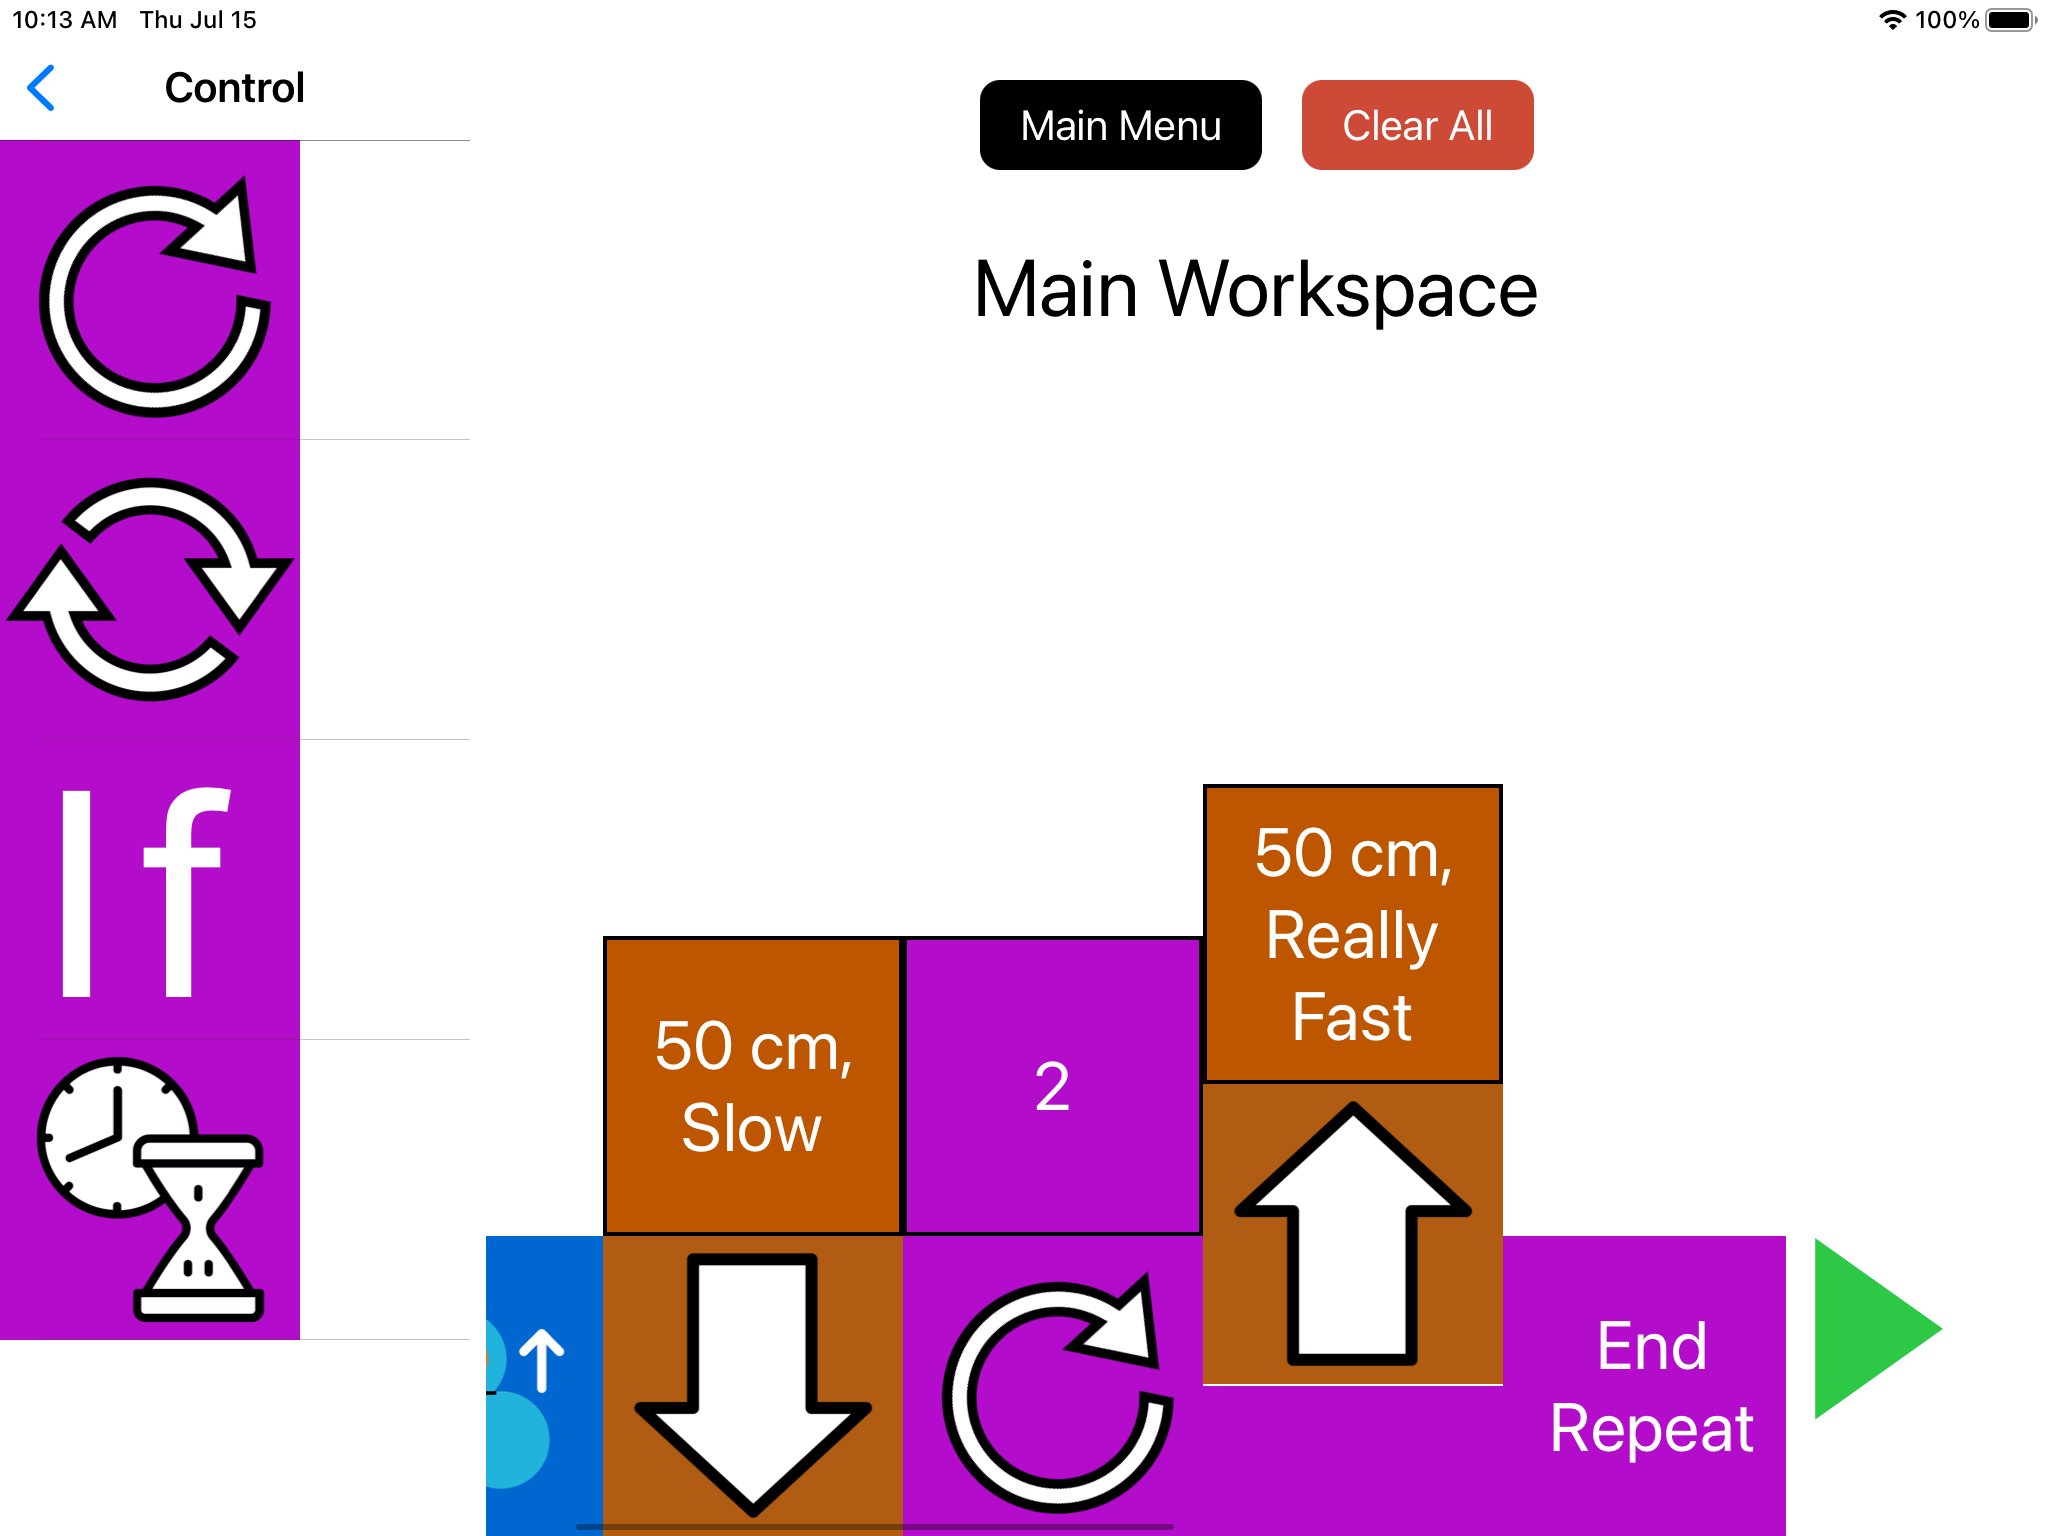 10:13 AM Thu Jul 15
100%
Control
Main Menu
Clear All
Main Workspace
If
50 cm,
Slow
2
50 cm,
Really
Fast
End
Repeat